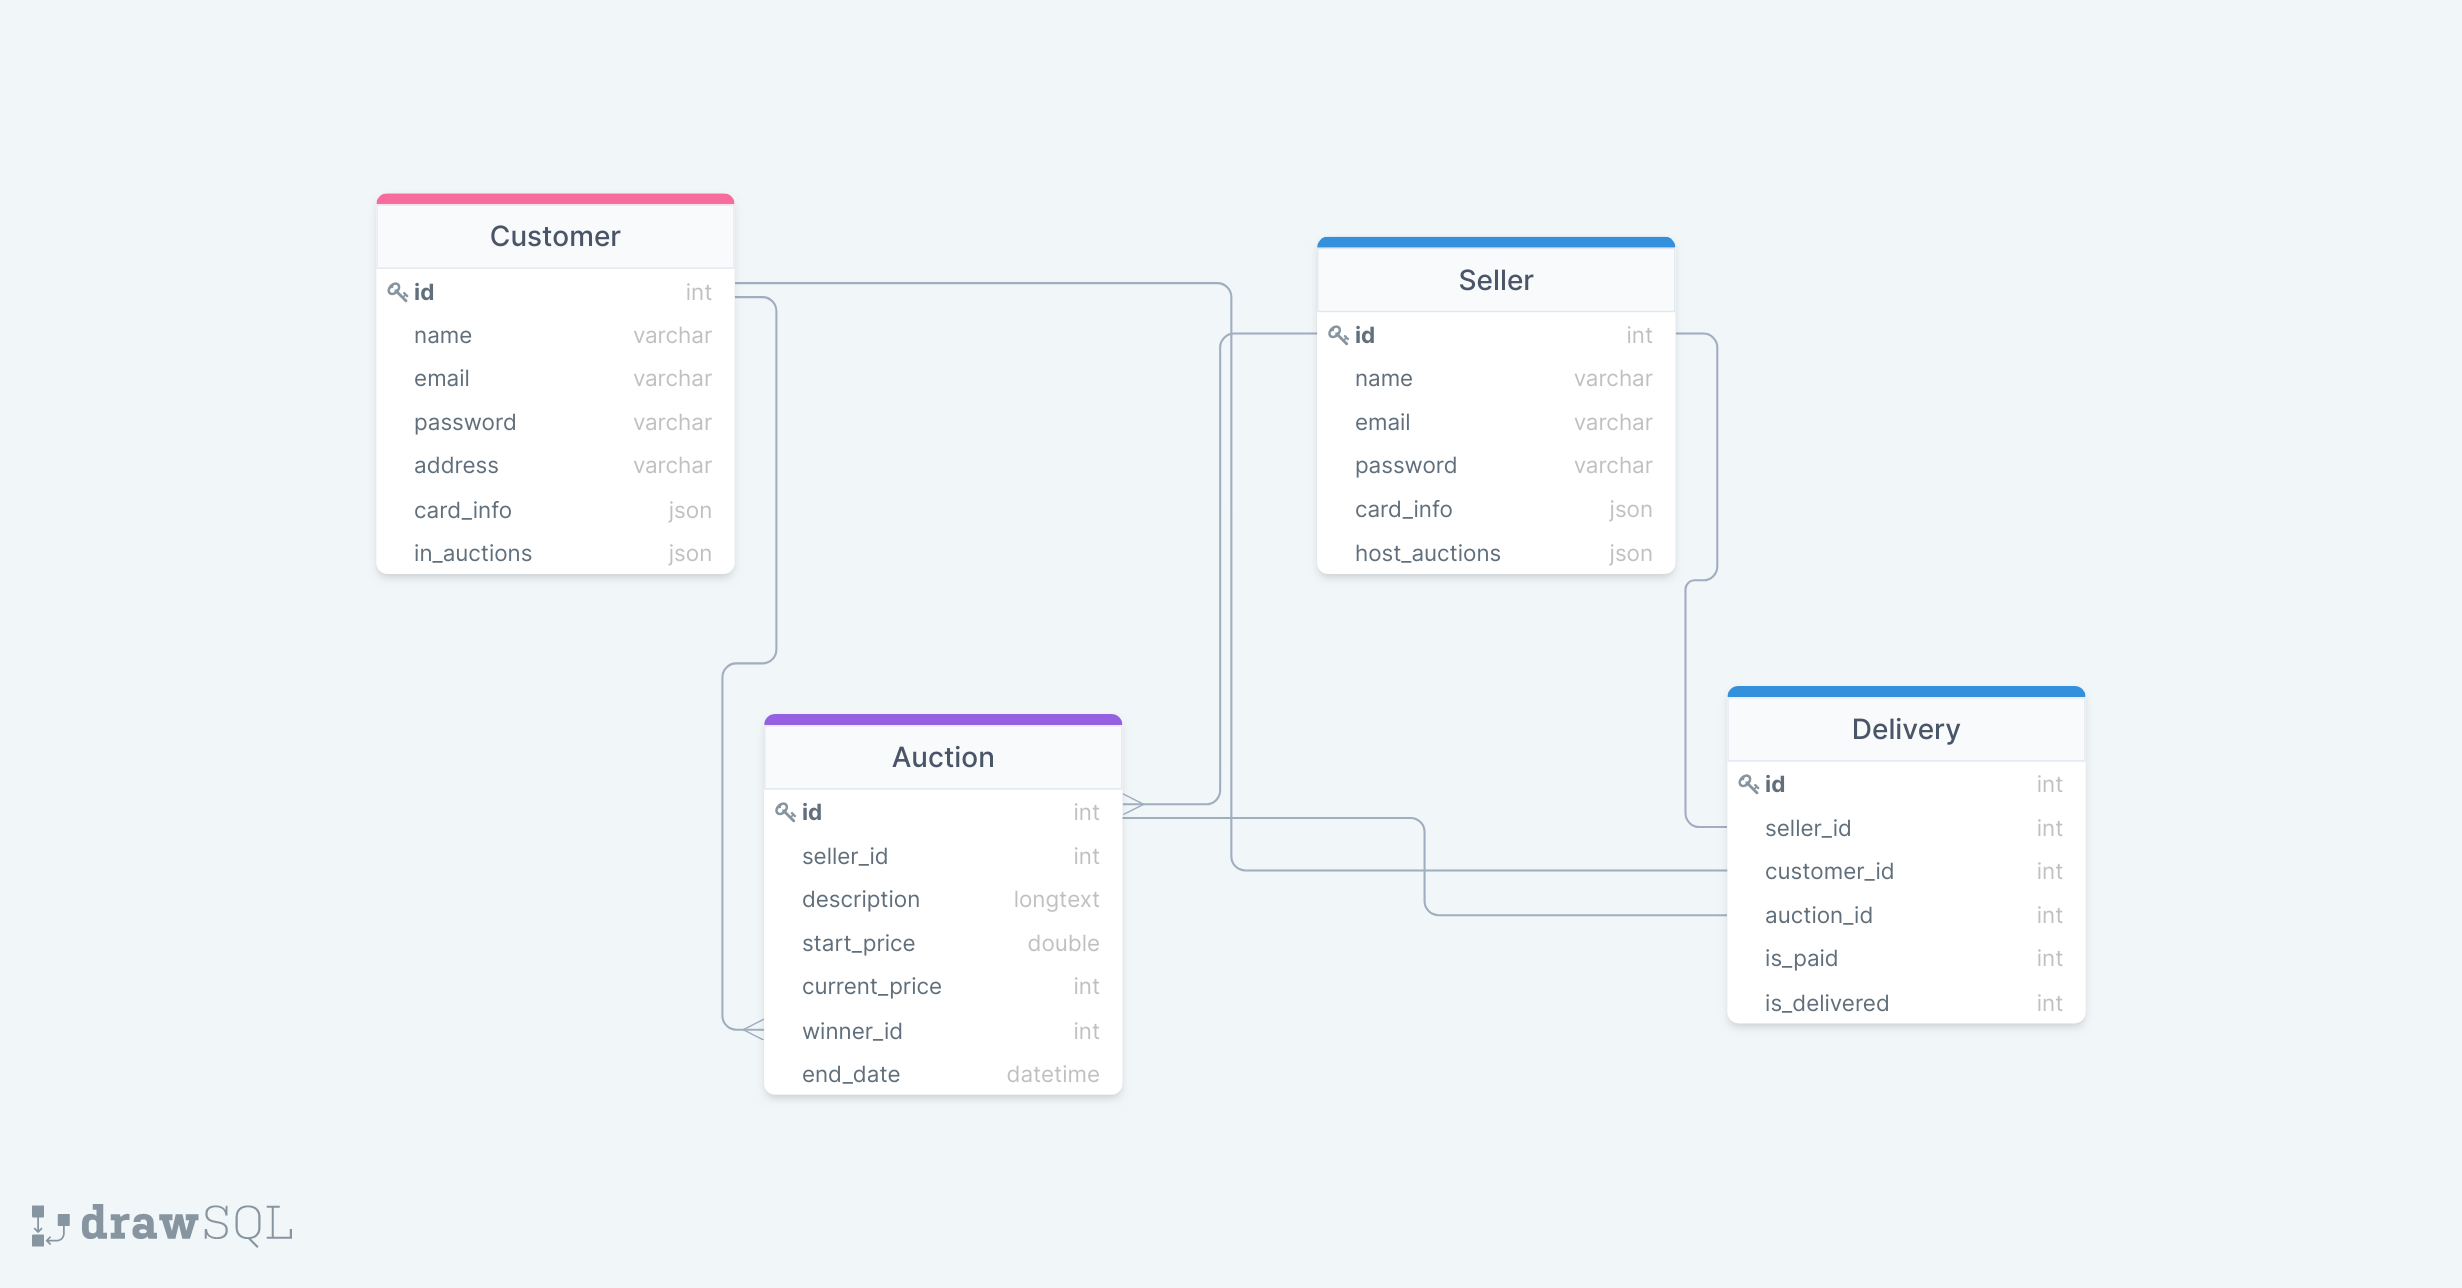 Customer
id int
name varchar
email varchar
password varchar
address varchar
card_info json
in_auctions json
Seller
id int
name varchar
email varchar
password varchar
card_info json
host_auctions json
Auction
id int
seller_id int
description longtext
start_price double
current_price int
winner_id int
end_date datetime
Delivery
id int
seller_id int
customer_id int
auction_id int
is_paid int
is_delivered int
drawSQL